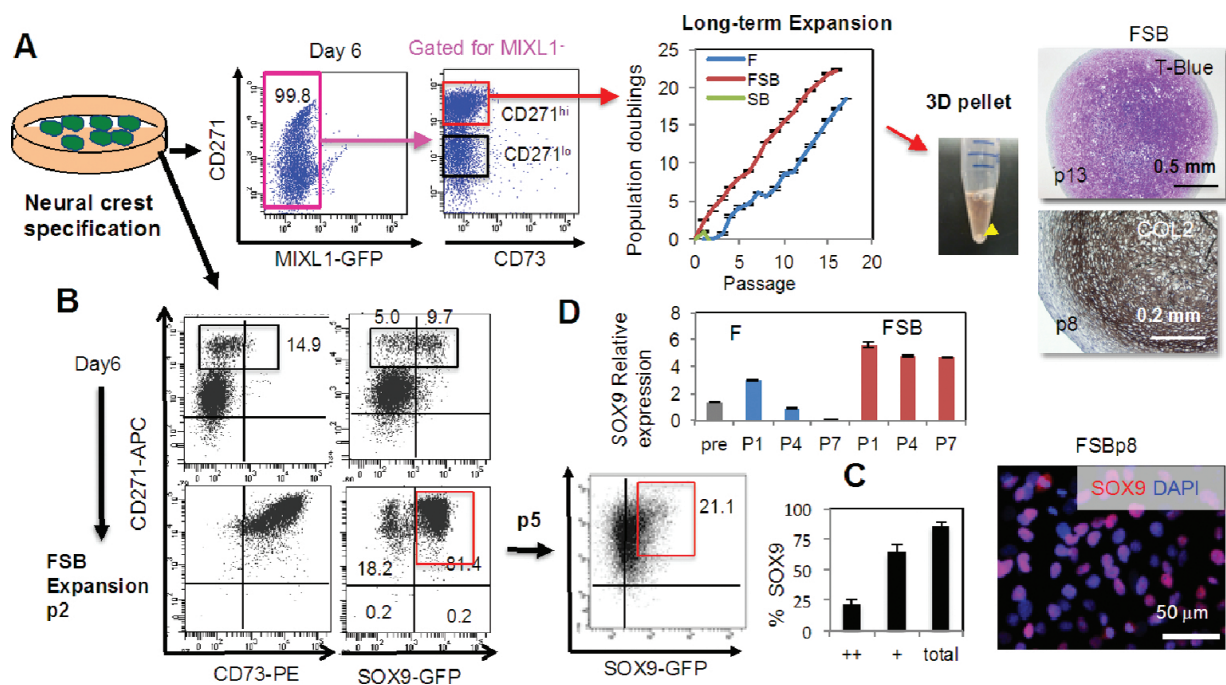 A
Neural crest
specification
Day 6
99.8
CD271
MIXL1-GFP
Gated for MIXL1-
CD271hi
CD271lo
CD73
Long-term Expansion
F
FSB
SB
Population doublings
25
20
15
10
5
0
0 5 10 15 20
Passage
3D pellet
FSB
T-Blue
p13
0.5 mm
COL2
p8
0.2 mm
B
Day6
FSB
Expansion
p2
CD271-APC
14.9
5.0 9.7
18.2 81.4
0.2 0.2
CD73-PE
SOX9-GFP
p5
21.1
SOX9-GFP
D
F FSB
SOX9 Relative
expression
8
6
4
2
0
pre P1 P4 P7 P1 P4 P7
C
% SOX9
100
75
50
25
0
++ + total
FSBp8
SOX9 DAPI
50 µm